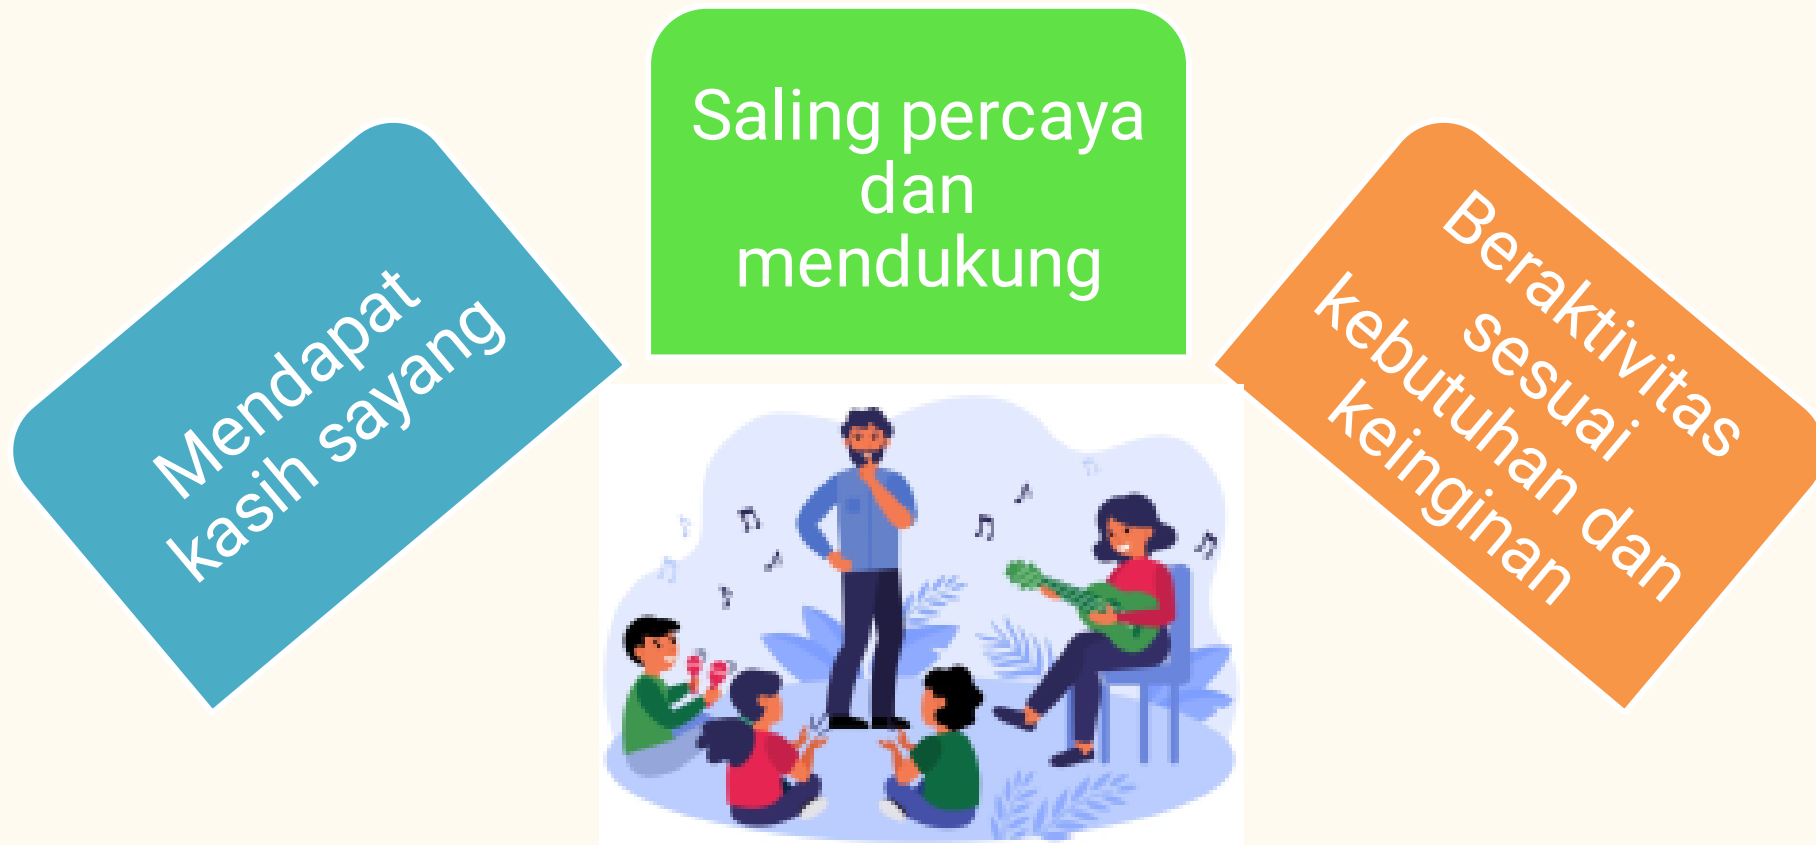 Mendapat
kasih sayang
Saling percaya
dan
mendukung
Beraktivitas
sesuai
kebutuhan dan
keinginan